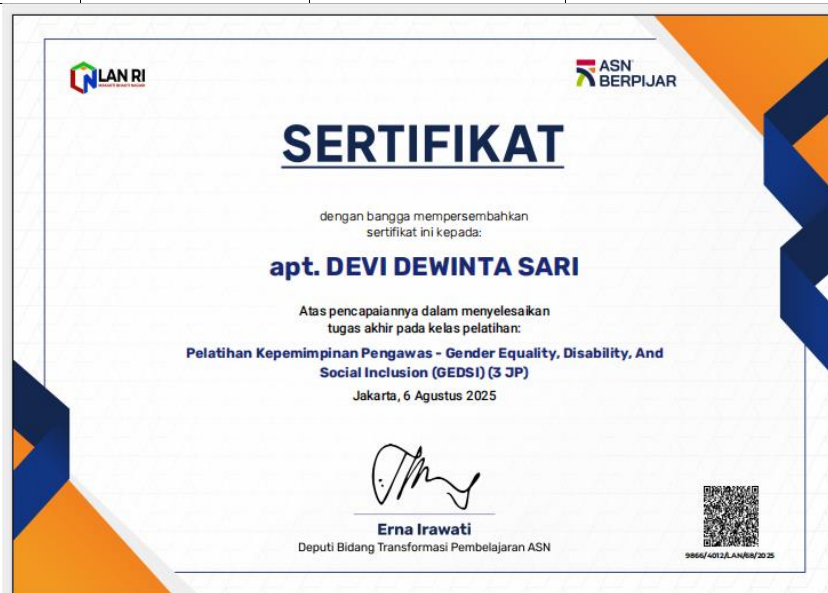 LAN RI
ASN
BERPIJAR
SERTIFIKAT
dengan bangga mempersembahkan
sertifikat ini kepada:
apt. DEVI DEWINTA SARI
Atas pencapaiannya dalam menyelesaikan
tugas akhir pada kelas pelatihan:
Pelatihan Kepemimpinan Pengawas - Gender Equality, Disability, And
Social Inclusion (GEDSI) (3 JP)
Jakarta, 6 Agustus 2025
Erna Irawati
Deputi Bidang Transformasi Pembelajaran ASN
9866/4012/LAN/68/2025